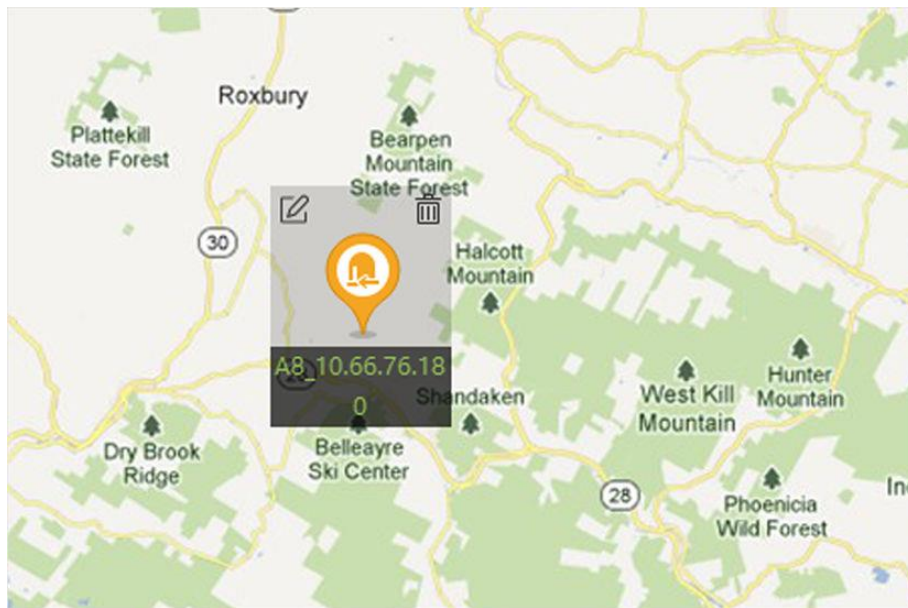 Roxbury
Plattekill
State Forest
Bearpen
Mountain
State Forest
30
Halcott
Mountain
A8_10.66.76.18
0
Shandaken
West Kill
Mountain
Hunter
Mountain
Dry Brook
Ridge
Belleayre
Ski Center
28
Phoenicia
Wild Forest